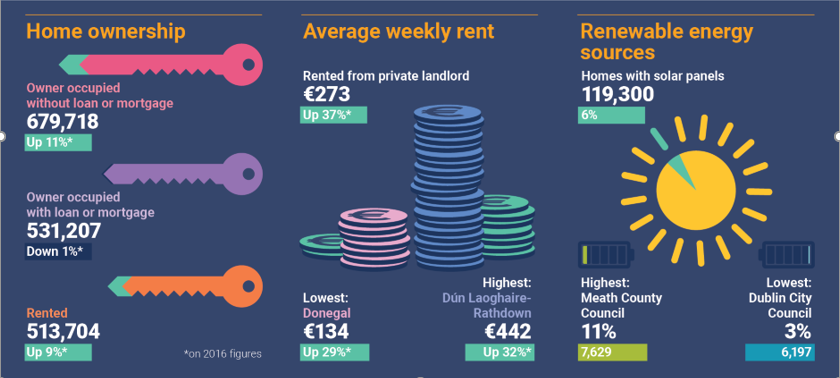 Home ownership
Owner occupied
without loan or mortgage
679,718
Up 11%*
Owner occupied
with loan or mortgage
531,207
Down 1%*
Rented
513,704
Up 9%*
*on 2016 figures
Average weekly rent
Rented from private landlord
€273
Up 37%*
Lowest:
Donegal
€134
Up 29%*
Highest:
Dún Laoghaire-
Rathdown
€442
Up 32%*
Renewable energy
sources
Homes with solar panels
119,300
6%
Highest:
Meath County
Council
11%
7,629
Lowest:
Dublin City
Council
3%
6,197